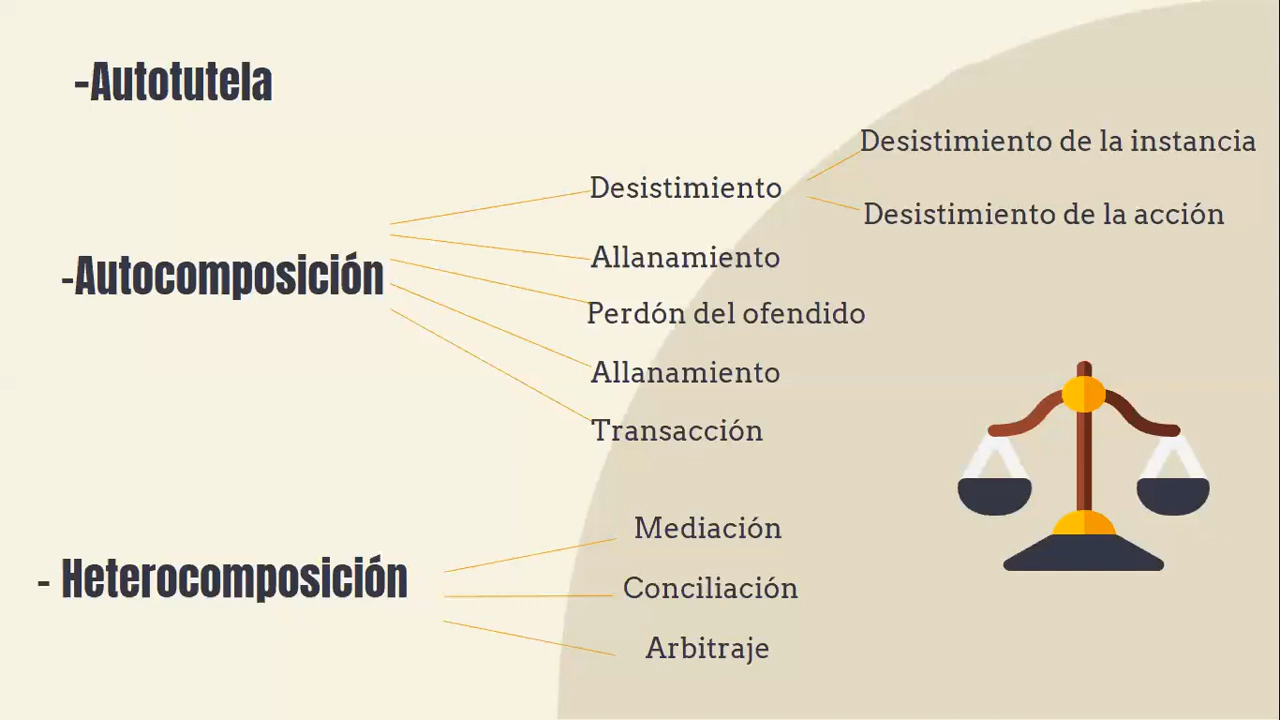 -Autotutela
Desistimiento de la instancia
Desistimiento
Desistimiento de la acción
-Autocomposición
Allanamiento
Perdón del ofendido
Allanamiento
Transacción
- Heterocomposición
Mediación
Conciliación
Arbitraje